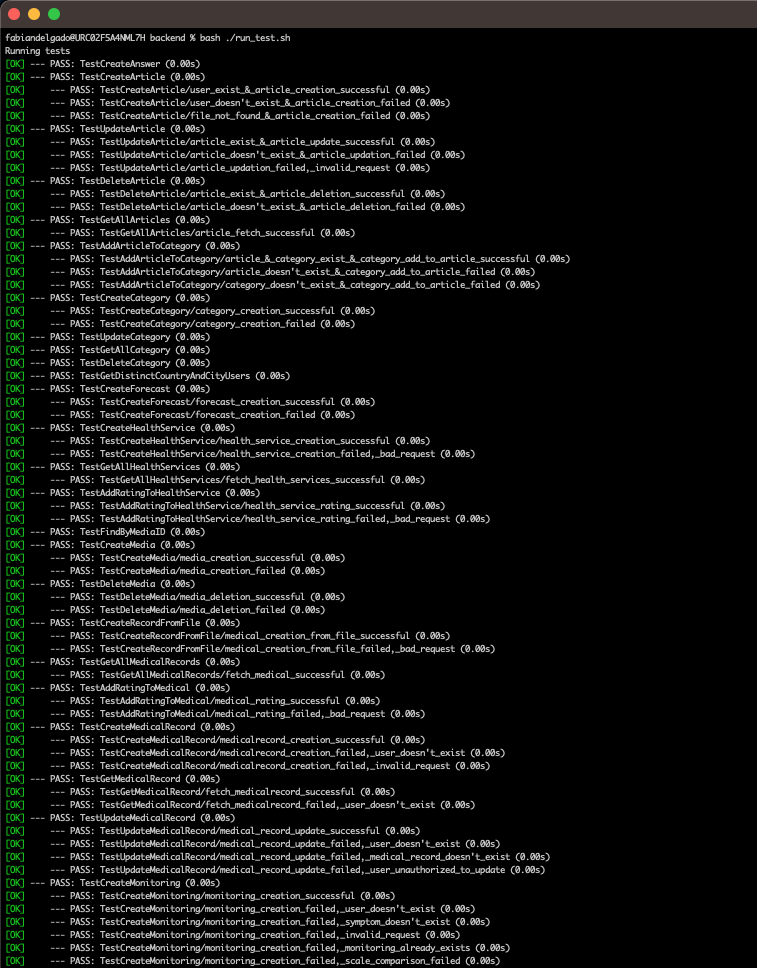 fabiandelgado@URC02F5A4NML7H backend % bash ./run_test.sh
Running tests
[OK] --- PASS: TestCreateAnswer (0.00s)
[OK] --- PASS: TestCreateArticle (0.00s)
[OK]     --- PASS: TestCreateArticle/user_exist_&_article_creation_successful (0.00s)
[OK]     --- PASS: TestCreateArticle/user_doesn't_exist_&_article_creation_failed (0.00s)
[OK]     --- PASS: TestCreateArticle/file_not_found_&_article_creation_failed (0.00s)
[OK] --- PASS: TestUpdateArticle (0.00s)
[OK]     --- PASS: TestUpdateArticle/article_exist_&_article_update_successful (0.00s)
[OK]     --- PASS: TestUpdateArticle/article_doesn't_exist_&_article_updation_failed (0.00s)
[OK]     --- PASS: TestUpdateArticle/article_updation_failed,_invalid_request (0.00s)
[OK] --- PASS: TestDeleteArticle (0.00s)
[OK]     --- PASS: TestDeleteArticle/article_exist_&_article_deletion_successful (0.00s)
[OK]     --- PASS: TestDeleteArticle/article_doesn't_exist_&_article_deletion_failed (0.00s)
[OK] --- PASS: TestGetAllArticles (0.00s)
[OK]     --- PASS: TestGetAllArticles/article_fetch_successful (0.00s)
[OK] --- PASS: TestAddArticleToCategory (0.00s)
[OK]     --- PASS: TestAddArticleToCategory/article_&_category_exist_&_category_add_to_article_successful (0.00s)
[OK]     --- PASS: TestAddArticleToCategory/article_doesn't_exist_&_category_add_to_article_failed (0.00s)
[OK]     --- PASS: TestAddArticleToCategory/category_doesn't_exist_&_category_add_to_article_failed (0.00s)
[OK] --- PASS: TestCreateCategory (0.00s)
[OK]     --- PASS: TestCreateCategory/category_creation_successful (0.00s)
[OK]     --- PASS: TestCreateCategory/category_creation_failed (0.00s)
[OK] --- PASS: TestUpdateCategory (0.00s)
[OK] --- PASS: TestGetAllCategory (0.00s)
[OK] --- PASS: TestDeleteCategory (0.00s)
[OK] --- PASS: TestGetDistinctCountryAndCityUsers (0.00s)
[OK] --- PASS: TestCreateForecast (0.00s)
[OK]     --- PASS: TestCreateForecast/forecast_creation_successful (0.00s)
[OK]     --- PASS: TestCreateForecast/forecast_creation_failed (0.00s)
[OK] --- PASS: TestCreateHealthService (0.00s)
[OK]     --- PASS: TestCreateHealthService/health_service_creation_successful (0.00s)
[OK]     --- PASS: TestCreateHealthService/health_service_creation_failed,_bad_request (0.00s)
[OK] --- PASS: TestGetAllHealthServices (0.00s)
[OK]     --- PASS: TestGetAllHealthServices/fetch_health_services_successful (0.00s)
[OK] --- PASS: TestAddRatingToHealthService (0.00s)
[OK]     --- PASS: TestAddRatingToHealthService/health_service_rating_successful (0.00s)
[OK]     --- PASS: TestAddRatingToHealthService/health_service_rating_failed,_bad_request (0.00s)
[OK] --- PASS: TestFindByMediaID (0.00s)
[OK] --- PASS: TestCreateMedia (0.00s)
[OK]     --- PASS: TestCreateMedia/media_creation_successful (0.00s)
[OK]     --- PASS: TestCreateMedia/media_creation_failed (0.00s)
[OK] --- PASS: TestDeleteMedia (0.00s)
[OK]     --- PASS: TestDeleteMedia/media_deletion_successful (0.00s)
[OK]     --- PASS: TestDeleteMedia/media_deletion_failed (0.00s)
[OK] --- PASS: TestCreateRecordFromFile (0.00s)
[OK]     --- PASS: TestCreateRecordFromFile/medical_creation_from_file_successful (0.00s)
[OK]     --- PASS: TestCreateRecordFromFile/medical_creation_from_file_failed,_bad_request (0.00s)
[OK] --- PASS: TestGetAllMedicalRecords (0.00s)
[OK]     --- PASS: TestGetAllMedicalRecords/fetch_medical_successful (0.00s)
[OK] --- PASS: TestAddRatingToMedical (0.00s)
[OK]     --- PASS: TestAddRatingToMedical/medical_rating_successful (0.00s)
[OK]     --- PASS: TestAddRatingToMedical/medical_rating_failed,_bad_request (0.00s)
[OK] --- PASS: TestCreateMedicalRecord (0.00s)
[OK]     --- PASS: TestCreateMedicalRecord/medicalrecord_creation_successful (0.00s)
[OK]     --- PASS: TestCreateMedicalRecord/medicalrecord_creation_failed,_user_doesn't_exist (0.00s)
[OK]     --- PASS: TestCreateMedicalRecord/medicalrecord_creation_failed,_invalid_request (0.00s)
[OK] --- PASS: TestGetMedicalRecord (0.00s)
[OK]     --- PASS: TestGetMedicalRecord/fetch_medicalrecord_successful (0.00s)
[OK]     --- PASS: TestGetMedicalRecord/fetch_medicalrecord_failed,_user_doesn't_exist (0.00s)
[OK] --- PASS: TestUpdateMedicalRecord (0.00s)
[OK]     --- PASS: TestUpdateMedicalRecord/medical_record_update_successful (0.00s)
[OK]     --- PASS: TestUpdateMedicalRecord/medical_record_update_failed,_user_doesn't_exist (0.00s)
[OK]     --- PASS: TestUpdateMedicalRecord/medical_record_update_failed,_medical_record_doesn't_exist (0.00s)
[OK]     --- PASS: TestUpdateMedicalRecord/medical_record_update_failed,_user_unauthorized_to_update (0.00s)
[OK] --- PASS: TestCreateMonitoring (0.00s)
[OK]     --- PASS: TestCreateMonitoring/monitoring_creation_successful (0.00s)
[OK]     --- PASS: TestCreateMonitoring/monitoring_creation_failed,_user_doesn't_exist (0.00s)
[OK]     --- PASS: TestCreateMonitoring/monitoring_creation_failed,_symptom_doesn't_exist (0.00s)
[OK]     --- PASS: TestCreateMonitoring/monitoring_creation_failed,_invalid_request (0.00s)
[OK]     --- PASS: TestCreateMonitoring/monitoring_creation_failed,_monitoring_already_exists (0.00s)
[OK]     --- PASS: TestCreateMonitoring/monitoring_creation_failed,_scale_comparison_failed (0.00s)